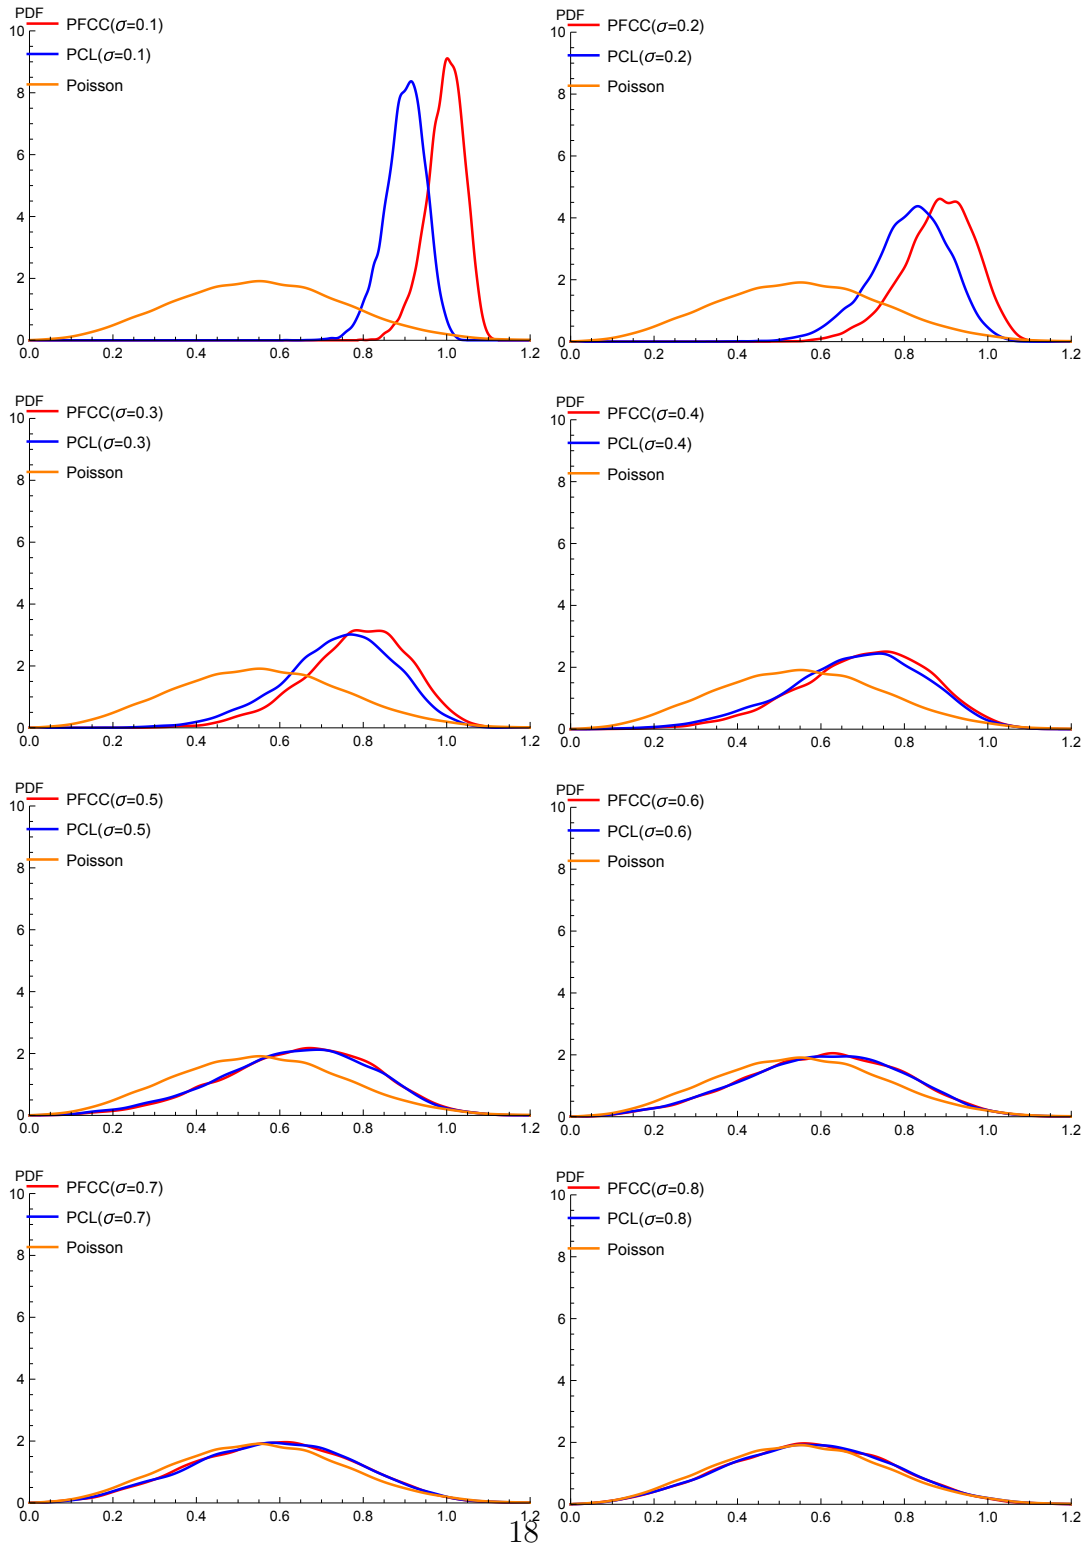 PDF
PFCC(σ=0.1)
PCL(σ=0.1)
Poisson
10
8
6
4
2
0
0.0 0.2 0.4 0.6 0.8 1.0 1.2
PDF
PFCC(σ=0.2)
PCL(σ=0.2)
Poisson
10
8
6
4
2
0
0.0 0.2 0.4 0.6 0.8 1.0 1.2
PDF
PFCC(σ=0.3)
PCL(σ=0.3)
Poisson
10
8
6
4
2
0
0.0 0.2 0.4 0.6 0.8 1.0 1.2
PDF
PFCC(σ=0.4)
PCL(σ=0.4)
Poisson
10
8
6
4
2
0
0.0 0.2 0.4 0.6 0.8 1.0 1.2
PDF
PFCC(σ=0.5)
PCL(σ=0.5)
Poisson
10
8
6
4
2
0
0.0 0.2 0.4 0.6 0.8 1.0 1.2
PDF
PFCC(σ=0.6)
PCL(σ=0.6)
Poisson
10
8
6
4
2
0
0.0 0.2 0.4 0.6 0.8 1.0 1.2
PDF
PFCC(σ=0.7)
PCL(σ=0.7)
Poisson
10
8
6
4
2
0
0.0 0.2 0.4 0.6 0.8 1.0 1.2
PDF
PFCC(σ=0.8)
PCL(σ=0.8)
Poisson
10
8
6
4
2
0
0.0 0.2 0.4 0.6 0.8 1.0 1.2
18